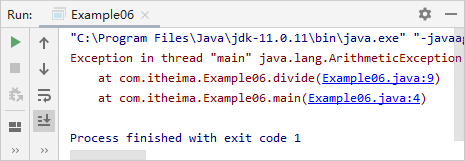 Run: Example06
"C:\Program Files\Java\jdk-11.0.11\bin\java.exe" "-javaag
Exception in thread "main" java.lang.ArithmeticException
at com.itheima.Example06.divide(Example06.java:9)
at com.itheima.Example06.main(Example06.java:4)
Process finished with exit code 1